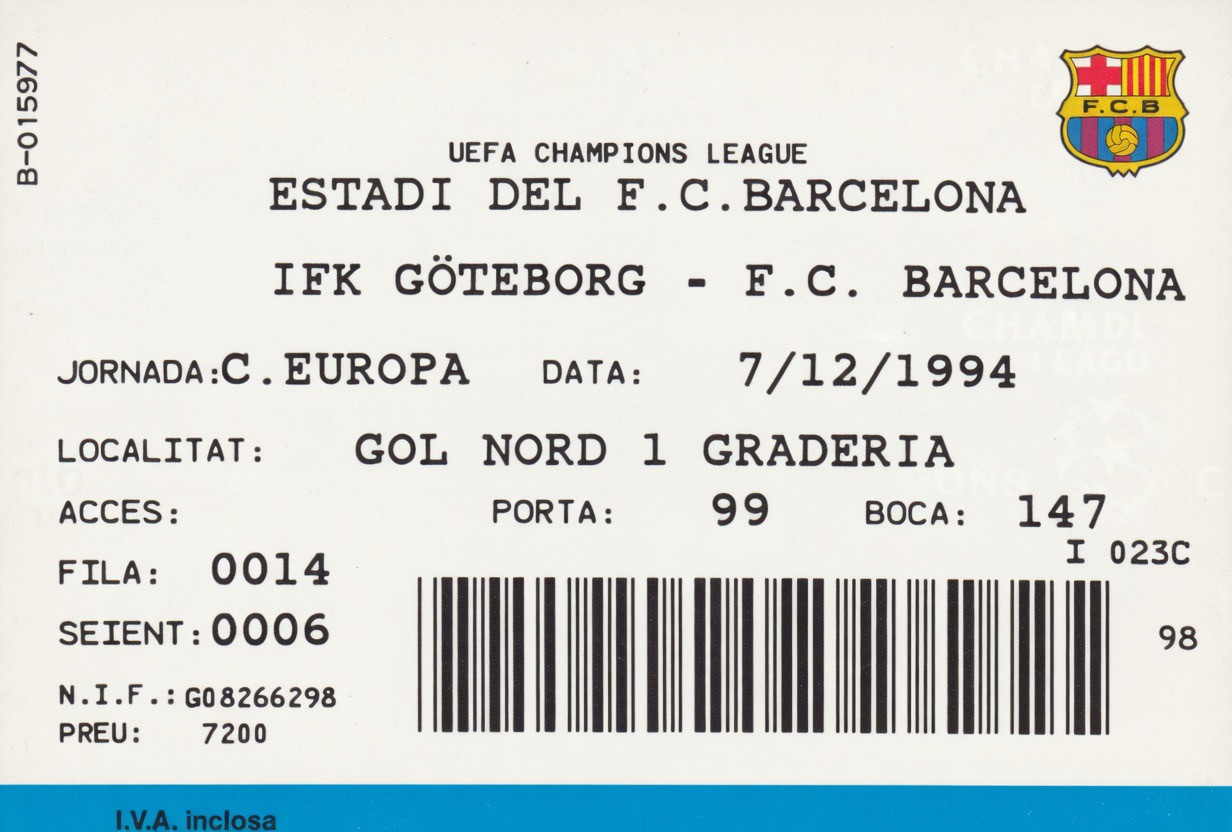 B-015977
F.C.B
UEFA CHAMPIONS LEAGUE
ESTADI DEL F.C.BARCELONA
IFK GÖTEBORG - F.C. BARCELONA
JORNADA:C.EUROPA DATA: 7/12/1994
LOCALITAT: GOL NORD 1 GRADERIA
ACCES: PORTA: 99 BOCA: 147
I 023C
FILA: 0014
SEIENT:0006
98
N.I.F.:G08266298
PREU: 7200
I.V.A. inclosa